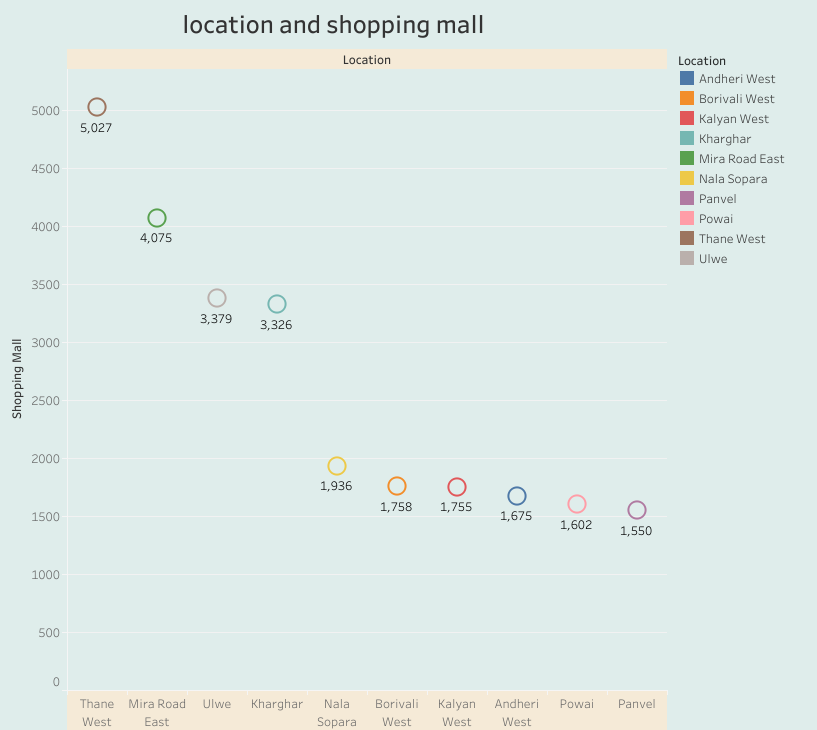 location and shopping mall
Location
Shopping Mall
5000
4500
4000
3500
3000
2500
2000
1500
1000
500
0
5,027
4,075
3,379
3,326
1,936
1,758
1,755
1,675
1,602
1,550
Thane West
Mira Road East
Ulwe
Kharghar
Nala Sopara
Borivali West
Kalyan West
Andheri West
Powai
Panvel
Location
Andheri West
Borivali West
Kalyan West
Kharghar
Mira Road East
Nala Sopara
Panvel
Powai
Thane West
Ulwe